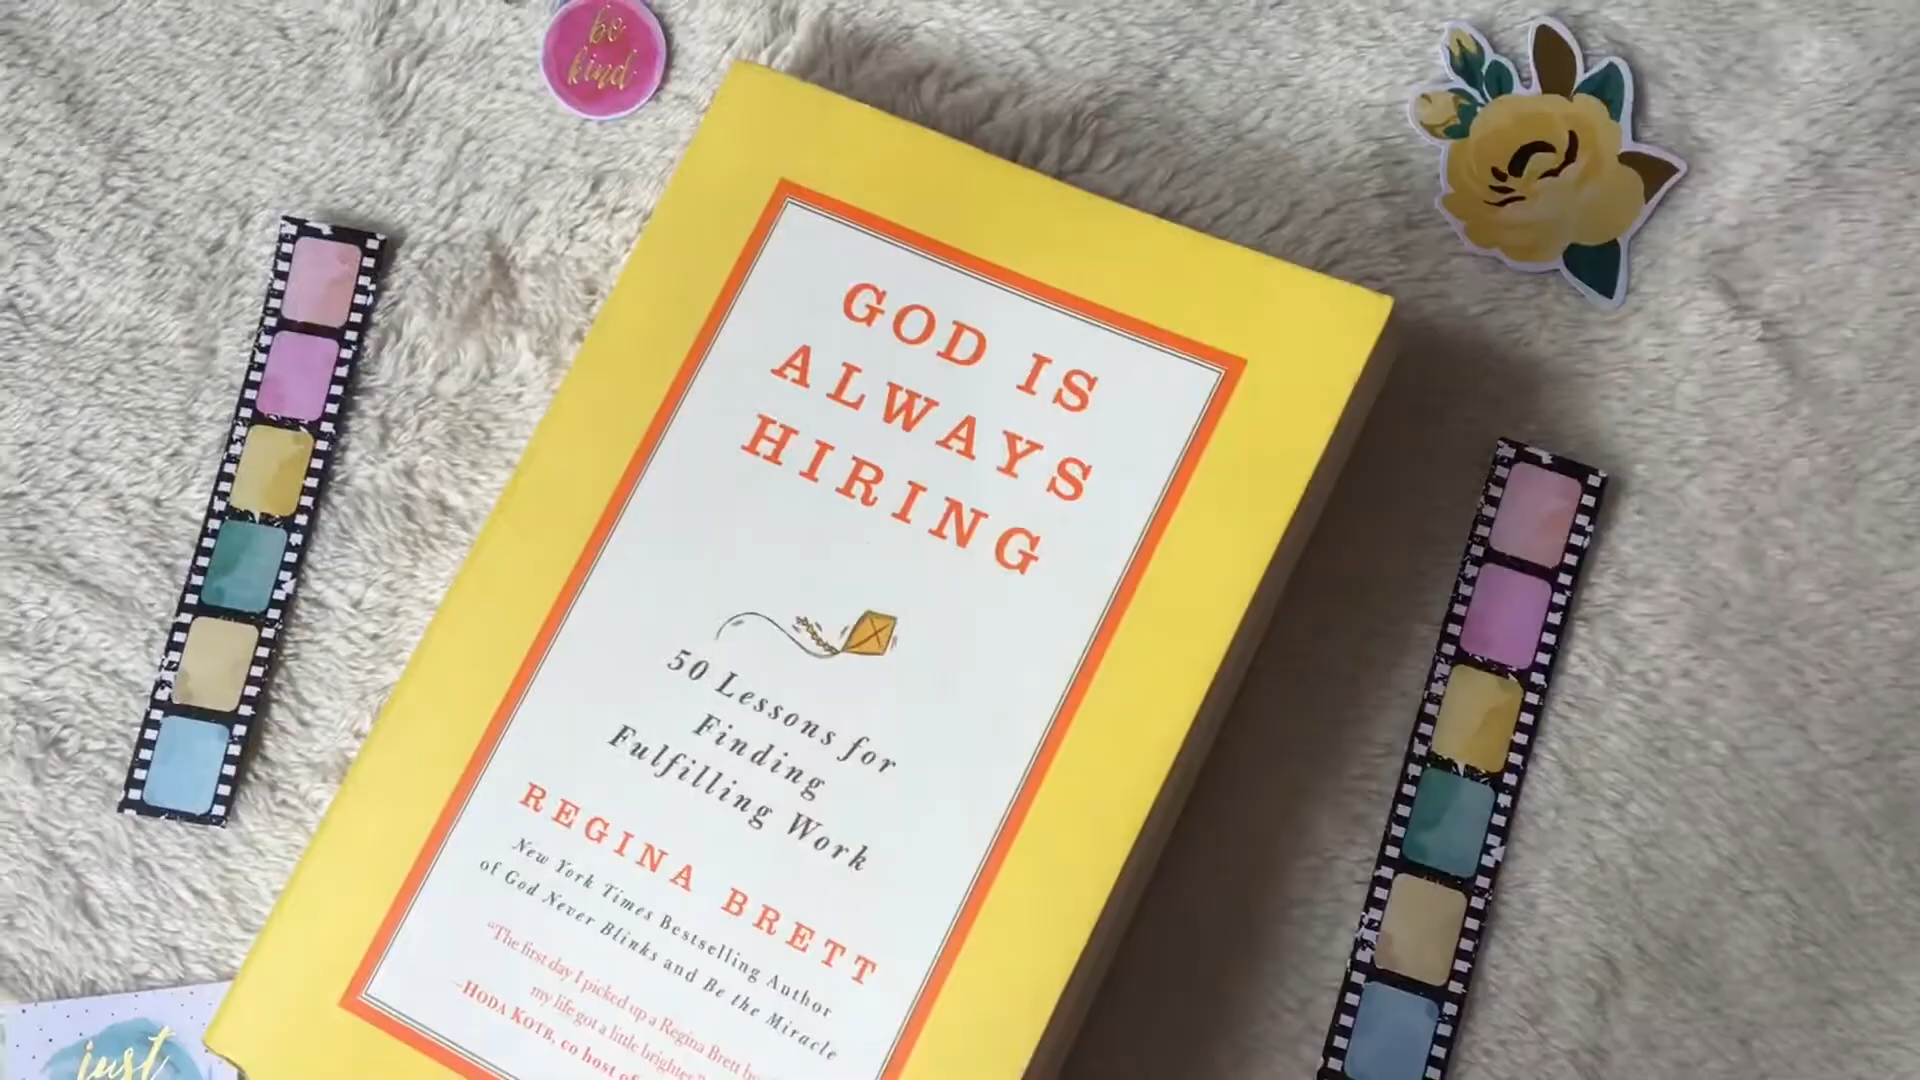 be
kind
GOD IS
ALWAYS
HIRING
50 Lessons for
Finding
Fulfilling Work
REGINA BRETT
New York Times Bestselling Author
of God Never Blinks and Be the Miracle
"The first day I picked up a Regina Brett
my life got a little brighter."
—HODA KOTB, co host of
just